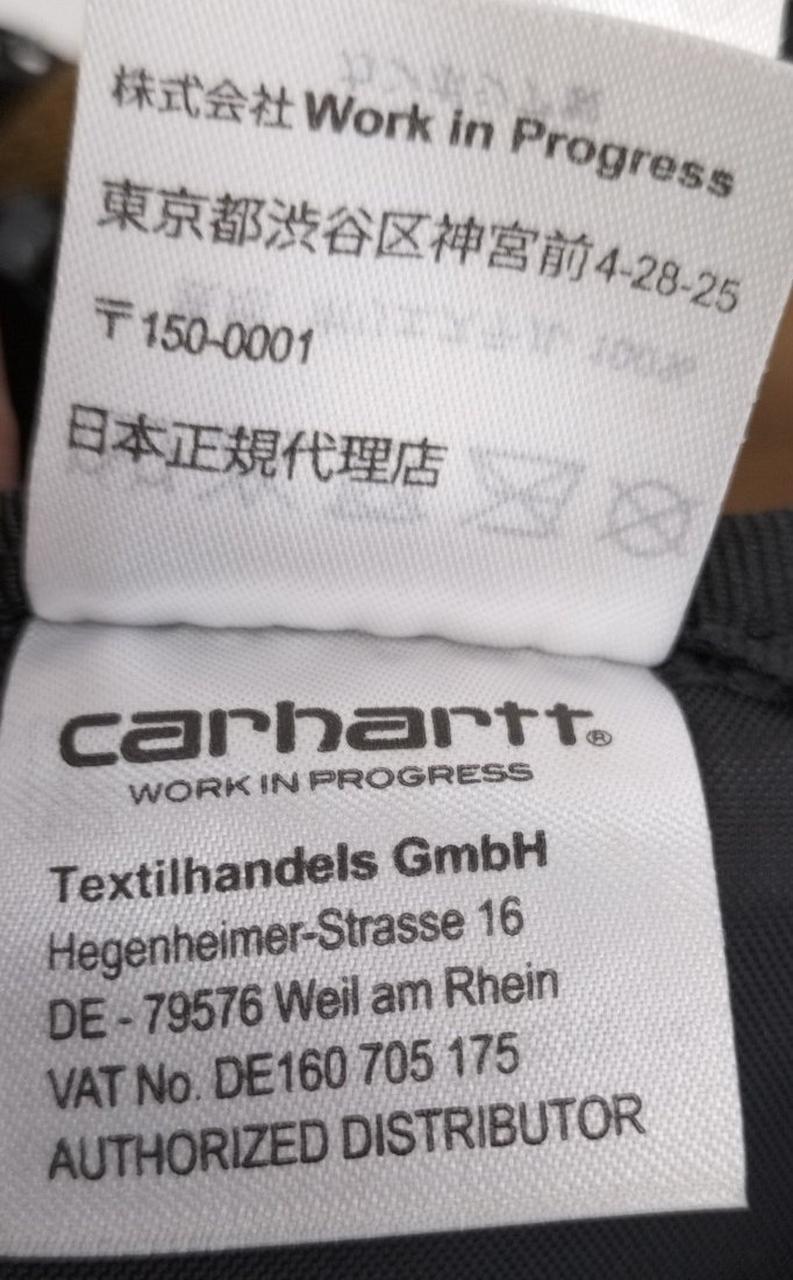 株式会社Work in Progress
東京都渋谷区神宮前4-28-25
〒150-0001
日本正規代理店
carhartt®
WORK IN PROGRESS
Textilhandels GmbH
Hegenheimer-Strasse 16
DE - 79576 Weil am Rhein
VAT No. DE160 705 175
AUTHORIZED DISTRIBUTOR